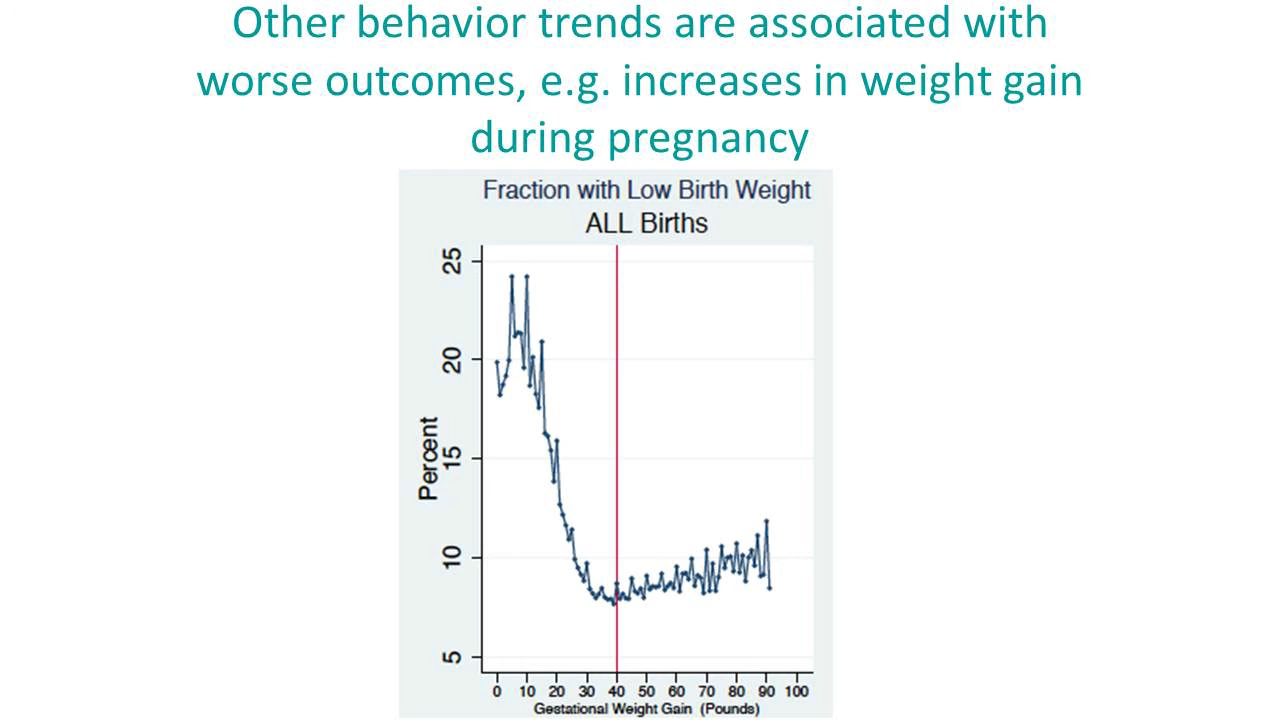 Other behavior trends are associated with
worse outcomes, e.g. increases in weight gain
during pregnancy
Fraction with Low Birth Weight
ALL Births
25
20
15
10
5
Percent
0 10 20 30 40 50 60 70 80 90 100
Gestational Weight Gain (Pounds)